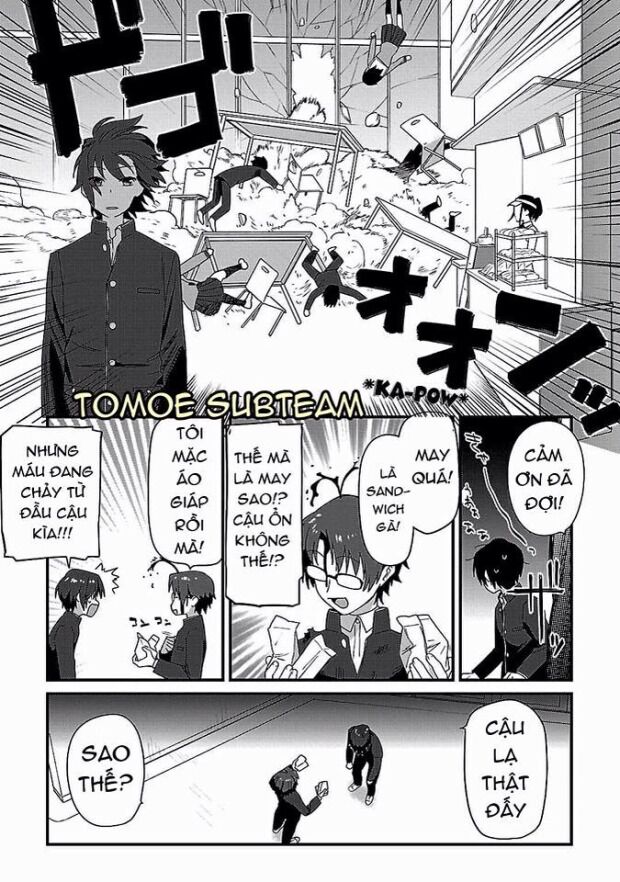 ドゴ
オオンッ
*KA-POW*
TOMOE SUBTEAM
CẢM
ƠN ĐÃ
ĐỢI!
MAY
QUÁ!
LÀ
SAND-
WICH
GÀ!
THẾ MÀ
LÀ MAY
SAO!?
CẬU ỔN
KHÔNG
THẾ!?
TÔI
MẶC
ÁO
GIÁP
RỒI
MÀ!
NHƯNG
MÁU ĐANG
CHẢY TỪ
ĐẦU CẬU
KÌA!!!
CẬU
LẠ
THẬT
ĐẤY
SAO
THẾ?